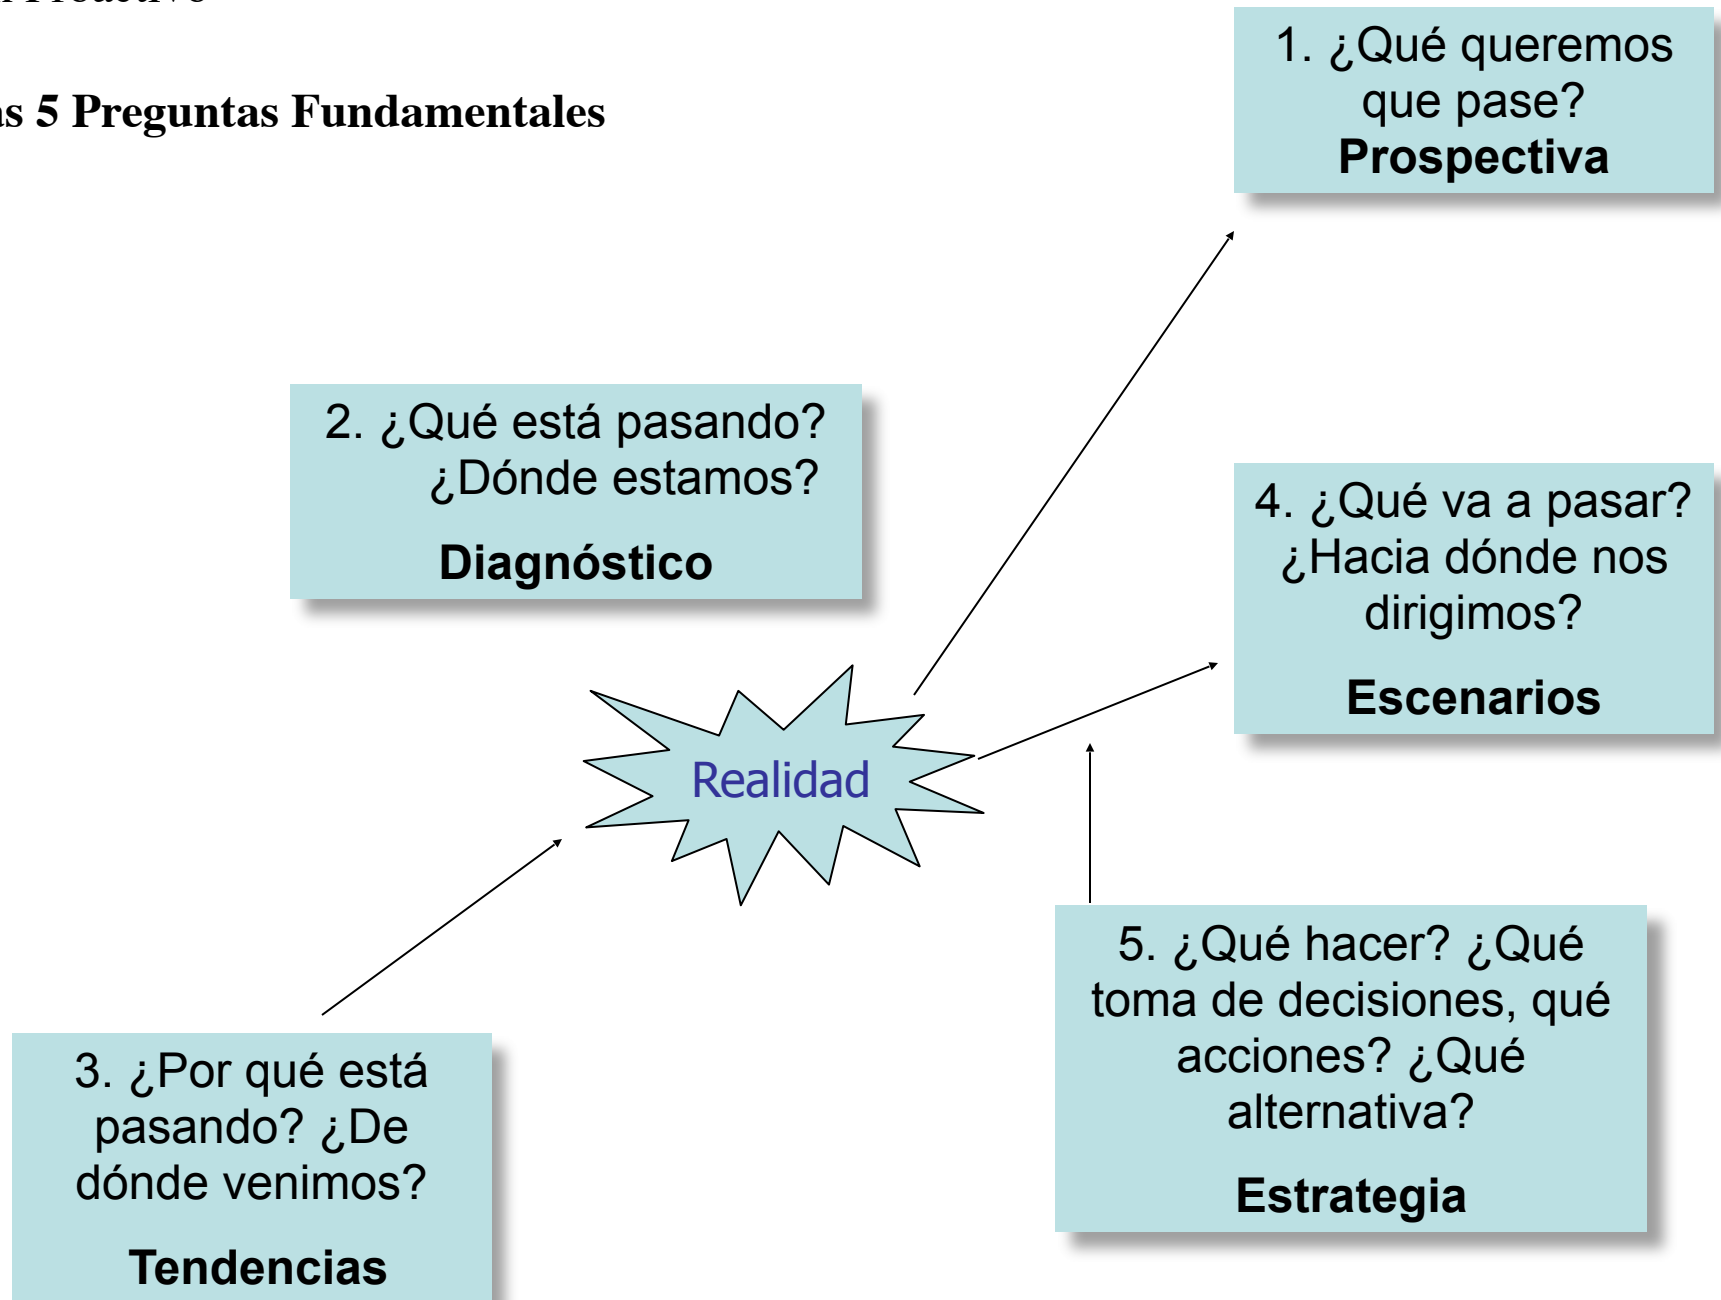 Proactivo
5 Preguntas Fundamentales
1. ¿Qué queremos
que pase?
Prospectiva
2. ¿Qué está pasando?
¿Dónde estamos?
Diagnóstico
4. ¿Qué va a pasar?
¿Hacia dónde nos
dirigimos?
Escenarios
Realidad
3. ¿Por qué está
pasando? ¿De
dónde venimos?
Tendencias
5. ¿Qué hacer? ¿Qué
toma de decisiones, qué
acciones? ¿Qué
alternativa?
Estrategia